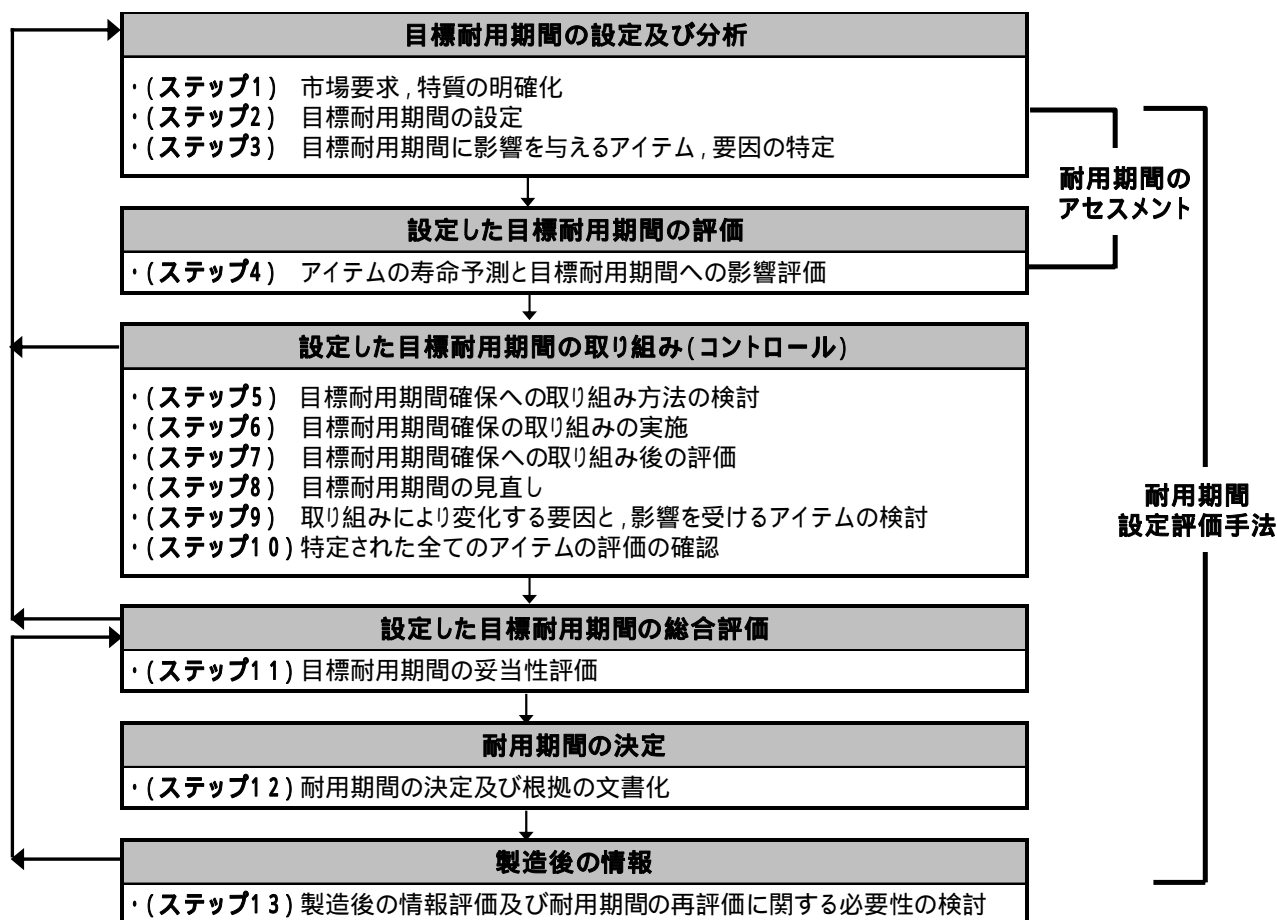 目標耐用期間の設定及び分析
・(ステップ1) 市場要求,特質の明確化
・(ステップ2) 目標耐用期間の設定
・(ステップ3) 目標耐用期間に影響を与えるアイテム,要因の特定
耐用期間の
アセスメント
設定した目標耐用期間の評価
・(ステップ4) アイテムの寿命予測と目標耐用期間への影響評価
設定した目標耐用期間の取り組み(コントロール)
・(ステップ5) 目標耐用期間確保への取り組み方法の検討
・(ステップ6) 目標耐用期間確保の取り組みの実施
・(ステップ7) 目標耐用期間確保への取り組み後の評価
・(ステップ8) 目標耐用期間の見直し
・(ステップ9) 取り組みにより変化する要因と,影響を受けるアイテムの検討
・(ステップ10)特定された全てのアイテムの評価の確認
耐用期間
設定評価手法
設定した目標耐用期間の総合評価
・(ステップ11)目標耐用期間の妥当性評価
耐用期間の決定
・(ステップ12)耐用期間の決定及び根拠の文書化
製造後の情報
・(ステップ13)製造後の情報評価及び耐用期間の再評価に関する必要性の検討